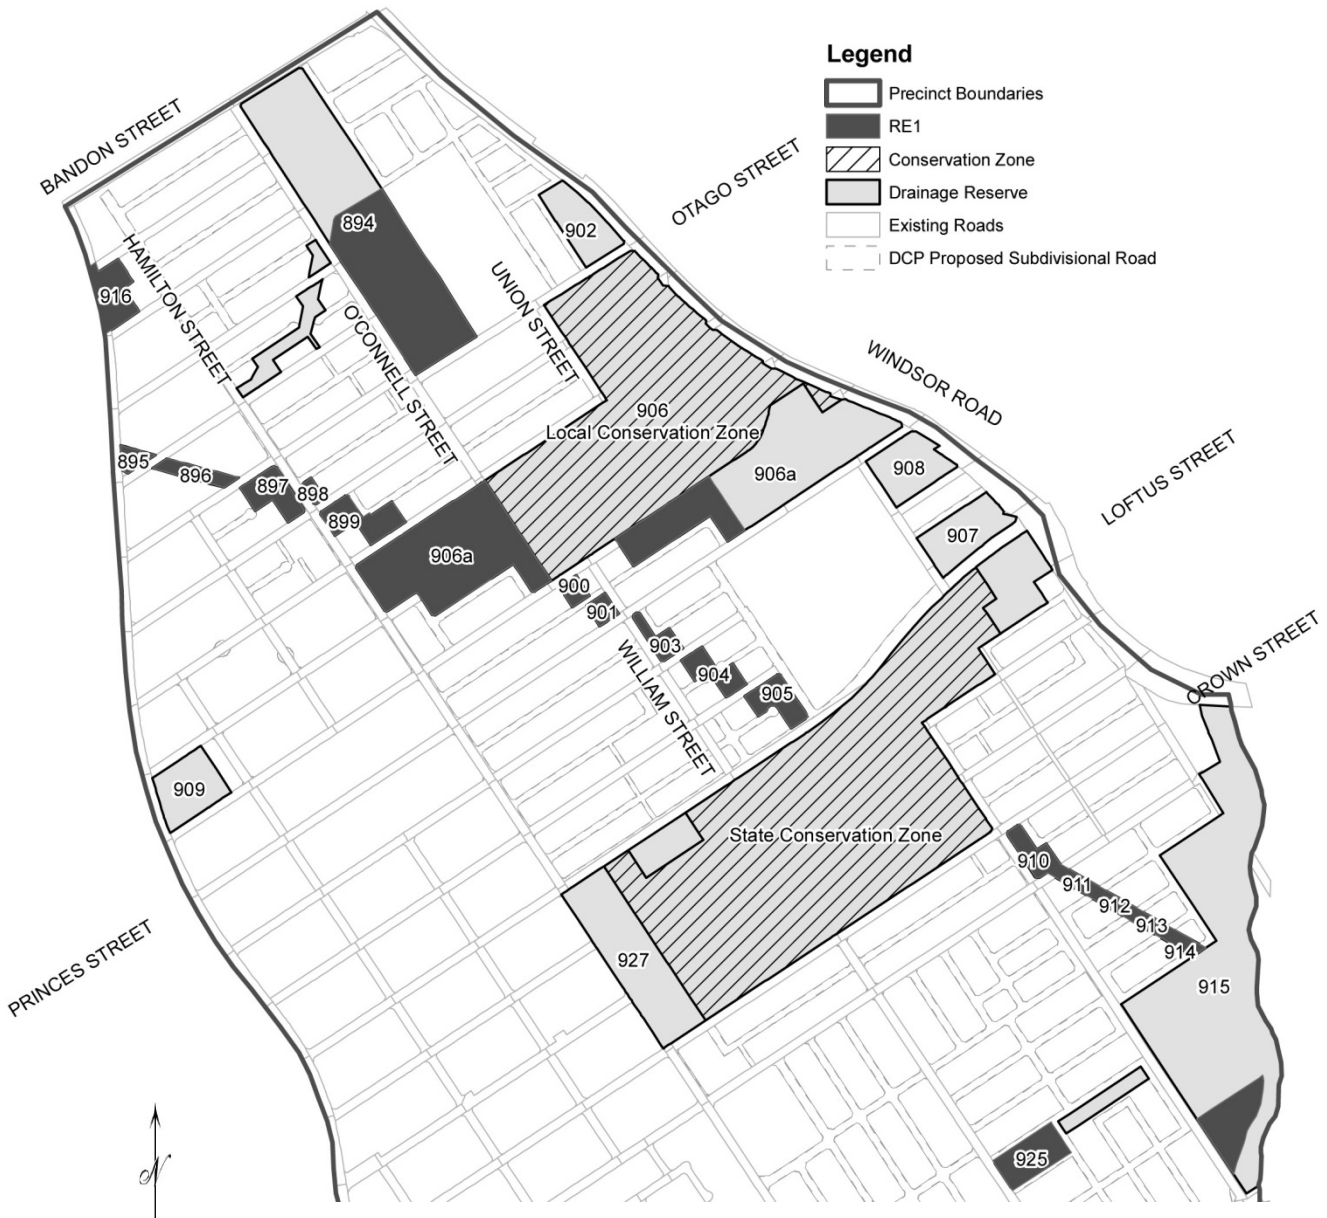 Legend
Precinct Boundaries
RE1
Conservation Zone
Drainage Reserve
Existing Roads
DCP Proposed Subdivisional Road
BANDON STREET
OTAGO STREET
HAMILTON STREET
O'CONNELL STREET
UNION STREET
WINDSOR ROAD
LOFTUS STREET
CROWN STREET
WILLIAM STREET
PRINCES STREET
894
902
916
906
Local Conservation Zone
895
896
897
898
899
906a
906a
908
907
900
901
903
904
905
909
State Conservation Zone
910
911
912
913
914
915
927
925
N